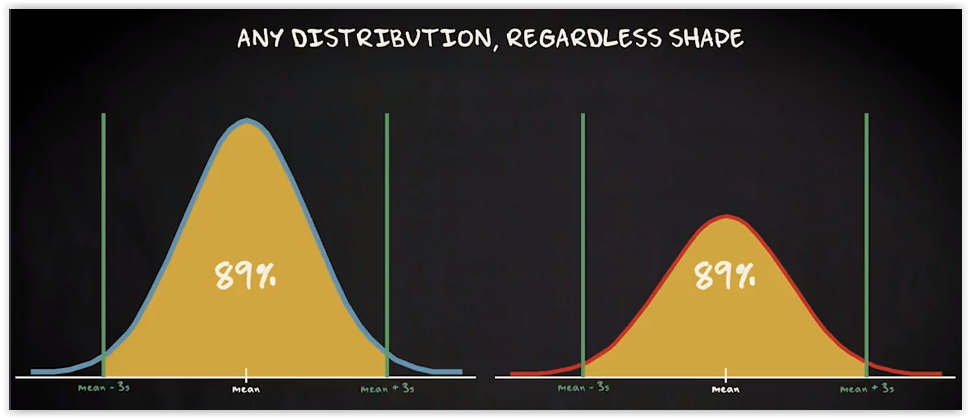 ANY DISTRIBUTION, REGARDLESS SHAPE
89%
89%
mean - 3s
mean
mean + 3s
mean - 3s
mean
mean + 3s